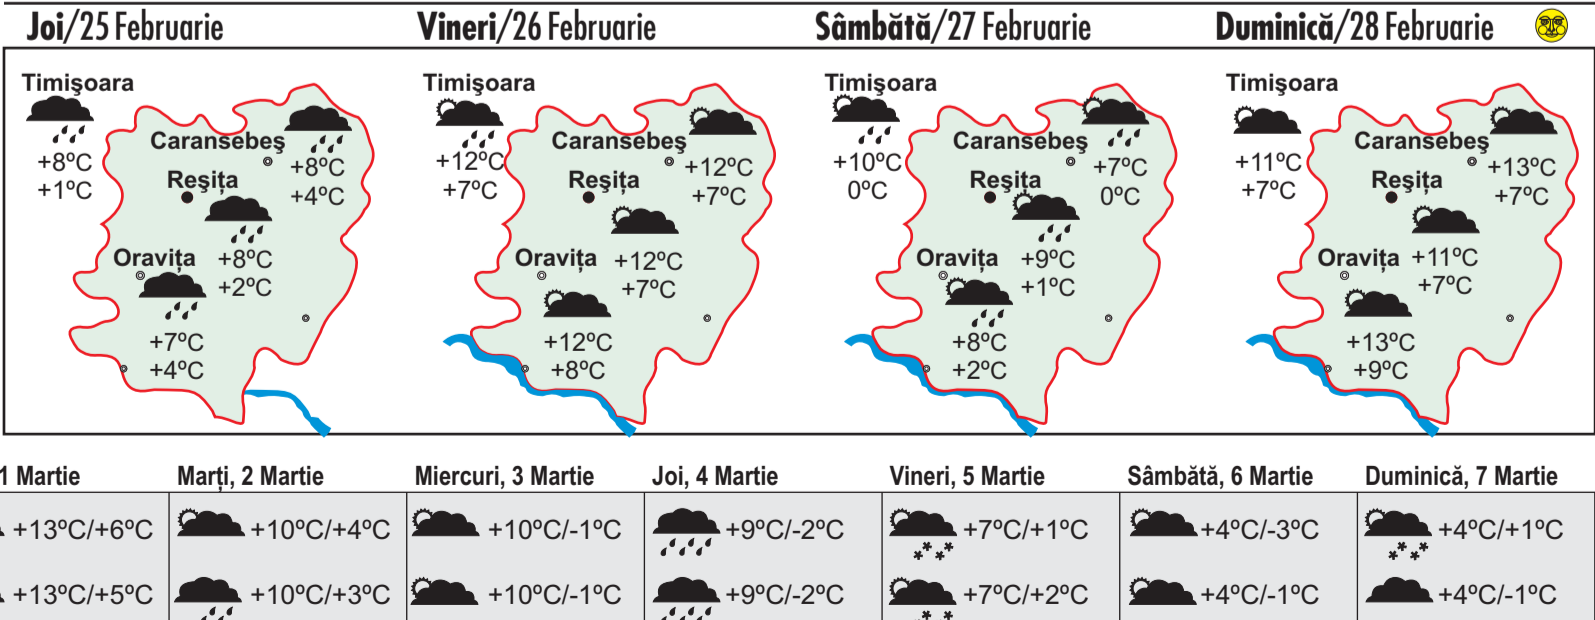 Joi/25 Februarie
Timişoara
+8ºC
+1ºC
Caransebeş
+8ºC
+4ºC
Reşiţa
+8ºC
+2ºC
Oraviţa
+7ºC
+4ºC
Vineri/26 Februarie
Timişoara
+12ºC
+7ºC
Caransebeş
+12ºC
+7ºC
Reşiţa
+12ºC
+7ºC
Oraviţa
+12ºC
+8ºC
Sâmbătă/27 Februarie
Timişoara
+10ºC
0ºC
Caransebeş
+7ºC
0ºC
Reşiţa
+9ºC
+1ºC
Oraviţa
+8ºC
+2ºC
Duminică/28 Februarie
Timişoara
+11ºC
+7ºC
Caransebeş
+13ºC
+7ºC
Reşiţa
+11ºC
+7ºC
Oraviţa
+13ºC
+9ºC
1 Martie
+13ºC/+6ºC
+13ºC/+5ºC
Marţi, 2 Martie
+10ºC/+4ºC
+10ºC/+3ºC
Miercuri, 3 Martie
+10ºC/-1ºC
+10ºC/-1ºC
Joi, 4 Martie
+9ºC/-2ºC
+9ºC/-2ºC
Vineri, 5 Martie
+7ºC/+1ºC
+7ºC/+2ºC
Sâmbătă, 6 Martie
+4ºC/-3ºC
+4ºC/-1ºC
Duminică, 7 Martie
+4ºC/+1ºC
+4ºC/-1ºC